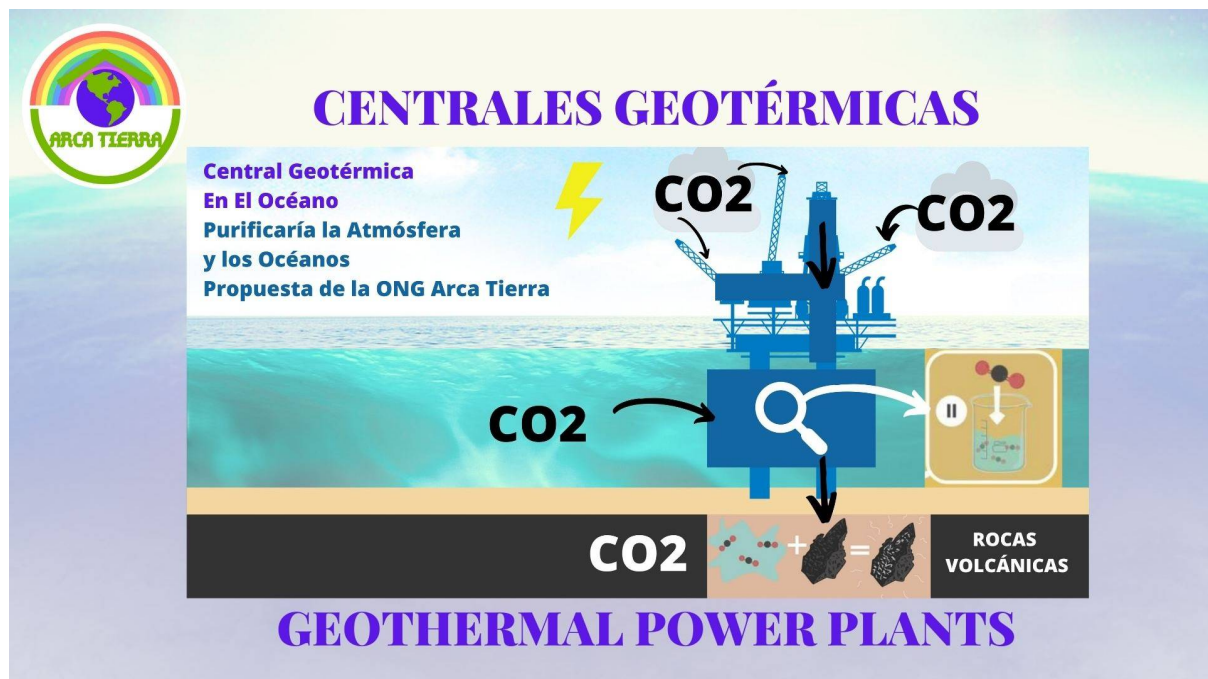 ARCA TIERRA
CENTRALES GEOTÉRMICAS
Central Geotérmica
En El Océano
Purificaría la Atmósfera
y los Océanos
Propuesta de la ONG Arca Tierra
CO2
CO2
CO2
II
CO2
+
=
ROCAS
VOLCÁNICAS
GEOTHERMAL POWER PLANTS